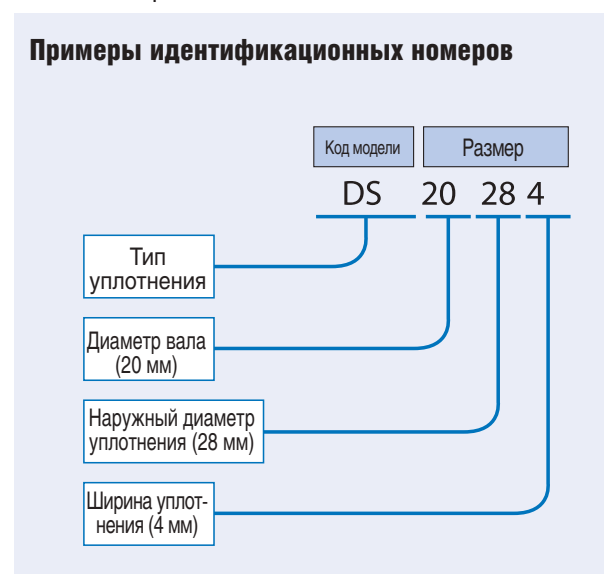 Примеры идентификационных номеров
Код модели
Размер
DS 20 28 4
Тип
уплотнения
Диаметр вала
(20 мм)
Наружный диаметр
уплотнения (28 мм)
Ширина уплот-
нения (4 мм)